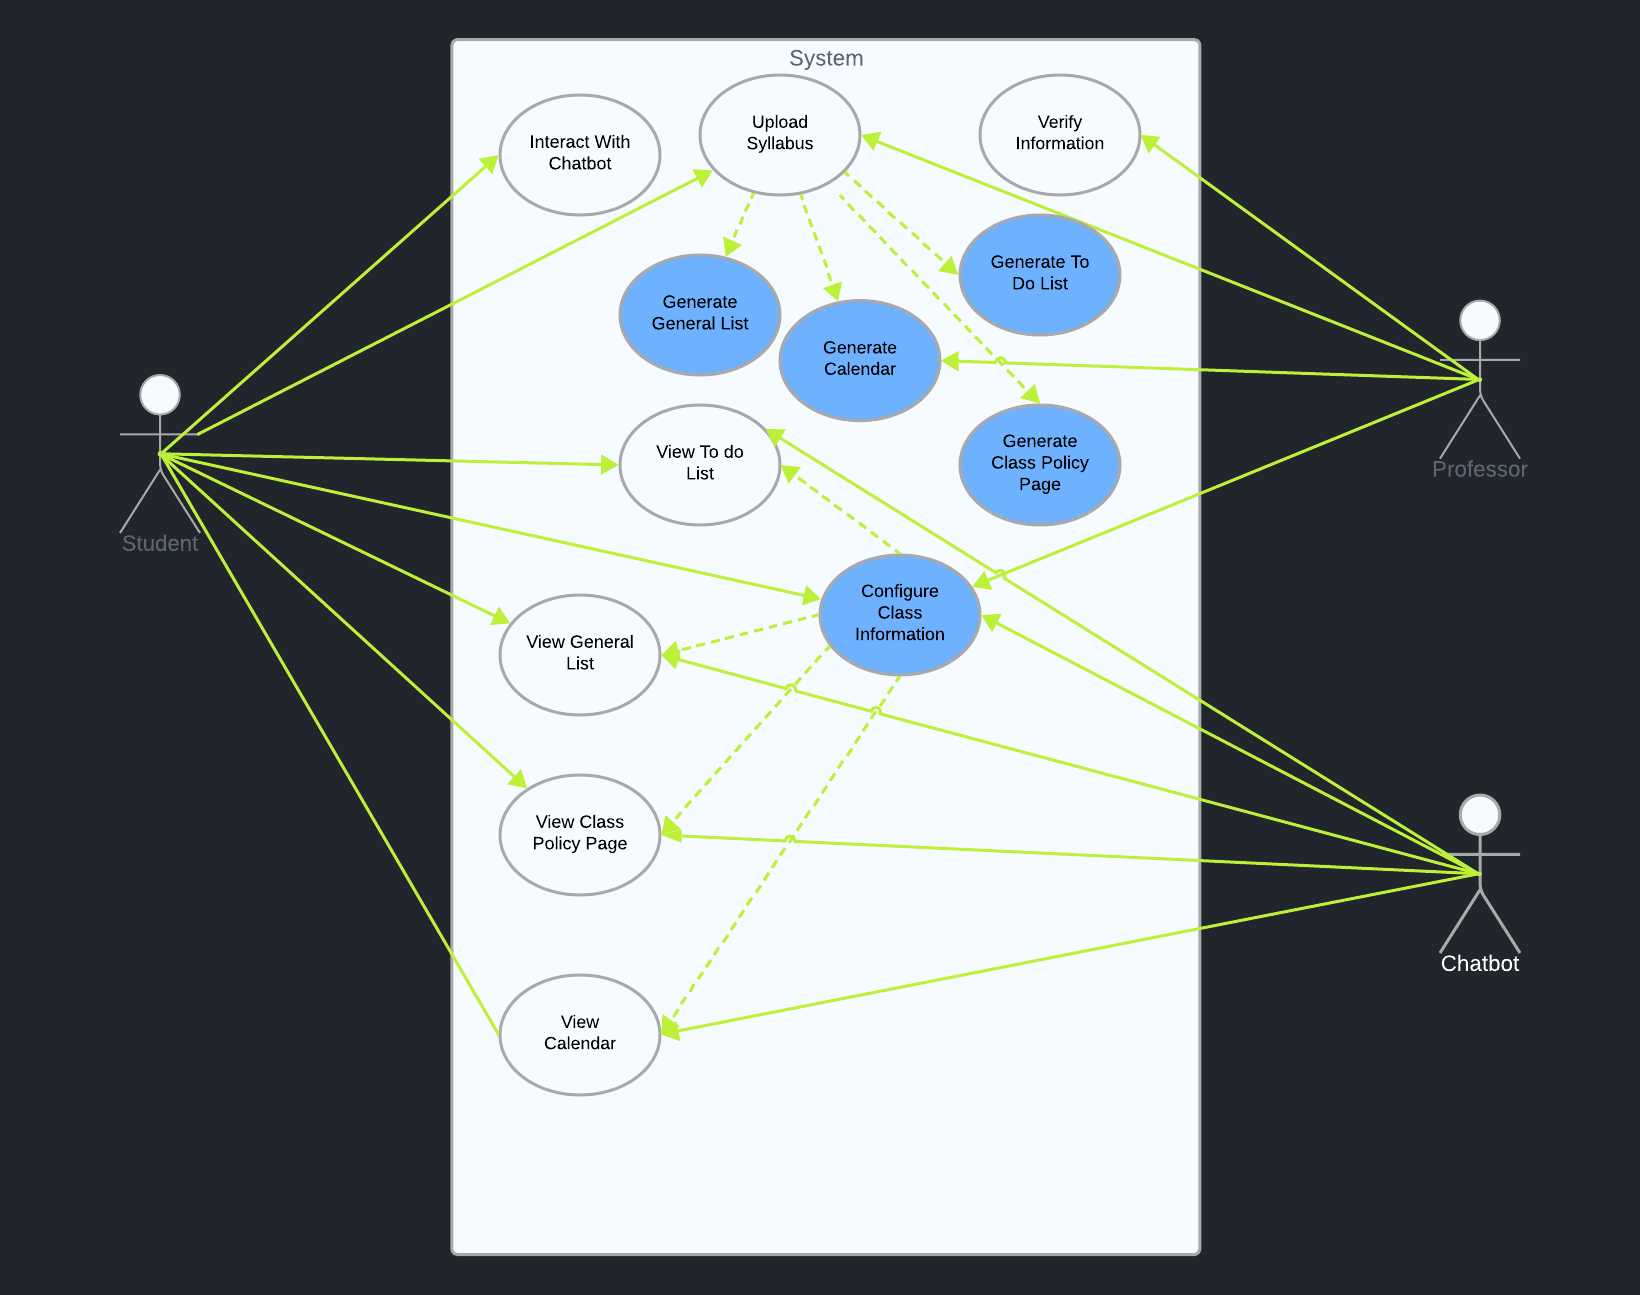 System
Interact With
Chatbot
Upload
Syllabus
Verify
Information
Generate
General List
Generate
Calendar
Generate To
Do List
View To do
List
Generate
Class Policy
Page
Professor
Student
Configure
Class
Information
View General
List
View Class
Policy Page
Chatbot
View
Calendar